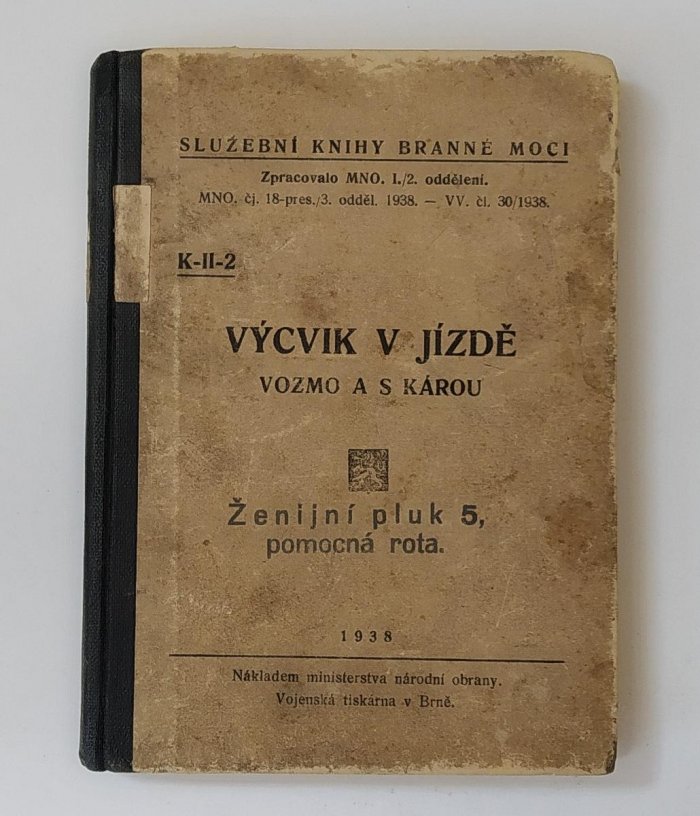 SLUŽEBNÍ KNIHY BRANNÉ MOCI
Zpracovalo MNO. I./2. oddělení.
MNO. čj. 18-pres./3. odděl. 1938. — VV. čl. 30/1938.
K-II-2
VÝCVIK V JÍZDĚ
VOZMO A S KÁROU
Ženijní pluk 5,
pomocná rota.
1938
Nákladem ministerstva národní obrany.
Vojenská tiskárna v Brně.